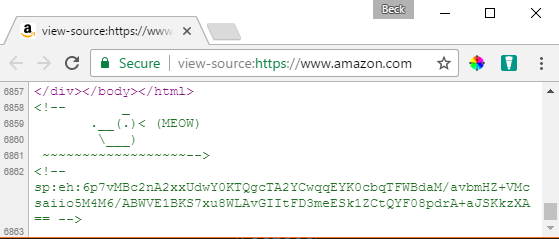 Beck
view-source:https://www
Secure view-source:https://www.amazon.com
6857 </div></body></html>
6858 <!--       _
6859        .__(.)< (MEOW)
6860         \___)
6861  ~~~~~~~~~~~~~~~~~~-->
6862 <!--
sp:eh:6p7vMBc2nA2xxUdwY0KTQgcTA2YCwqqEYK0cbqTFWBdaM/avbmHZ+VMc
saiio5M4M6/ABWVE1BKS7xu8WLAvGIItFD3meESk1ZCtQYF08pdrA+aJSKkzXA
== -->
6863